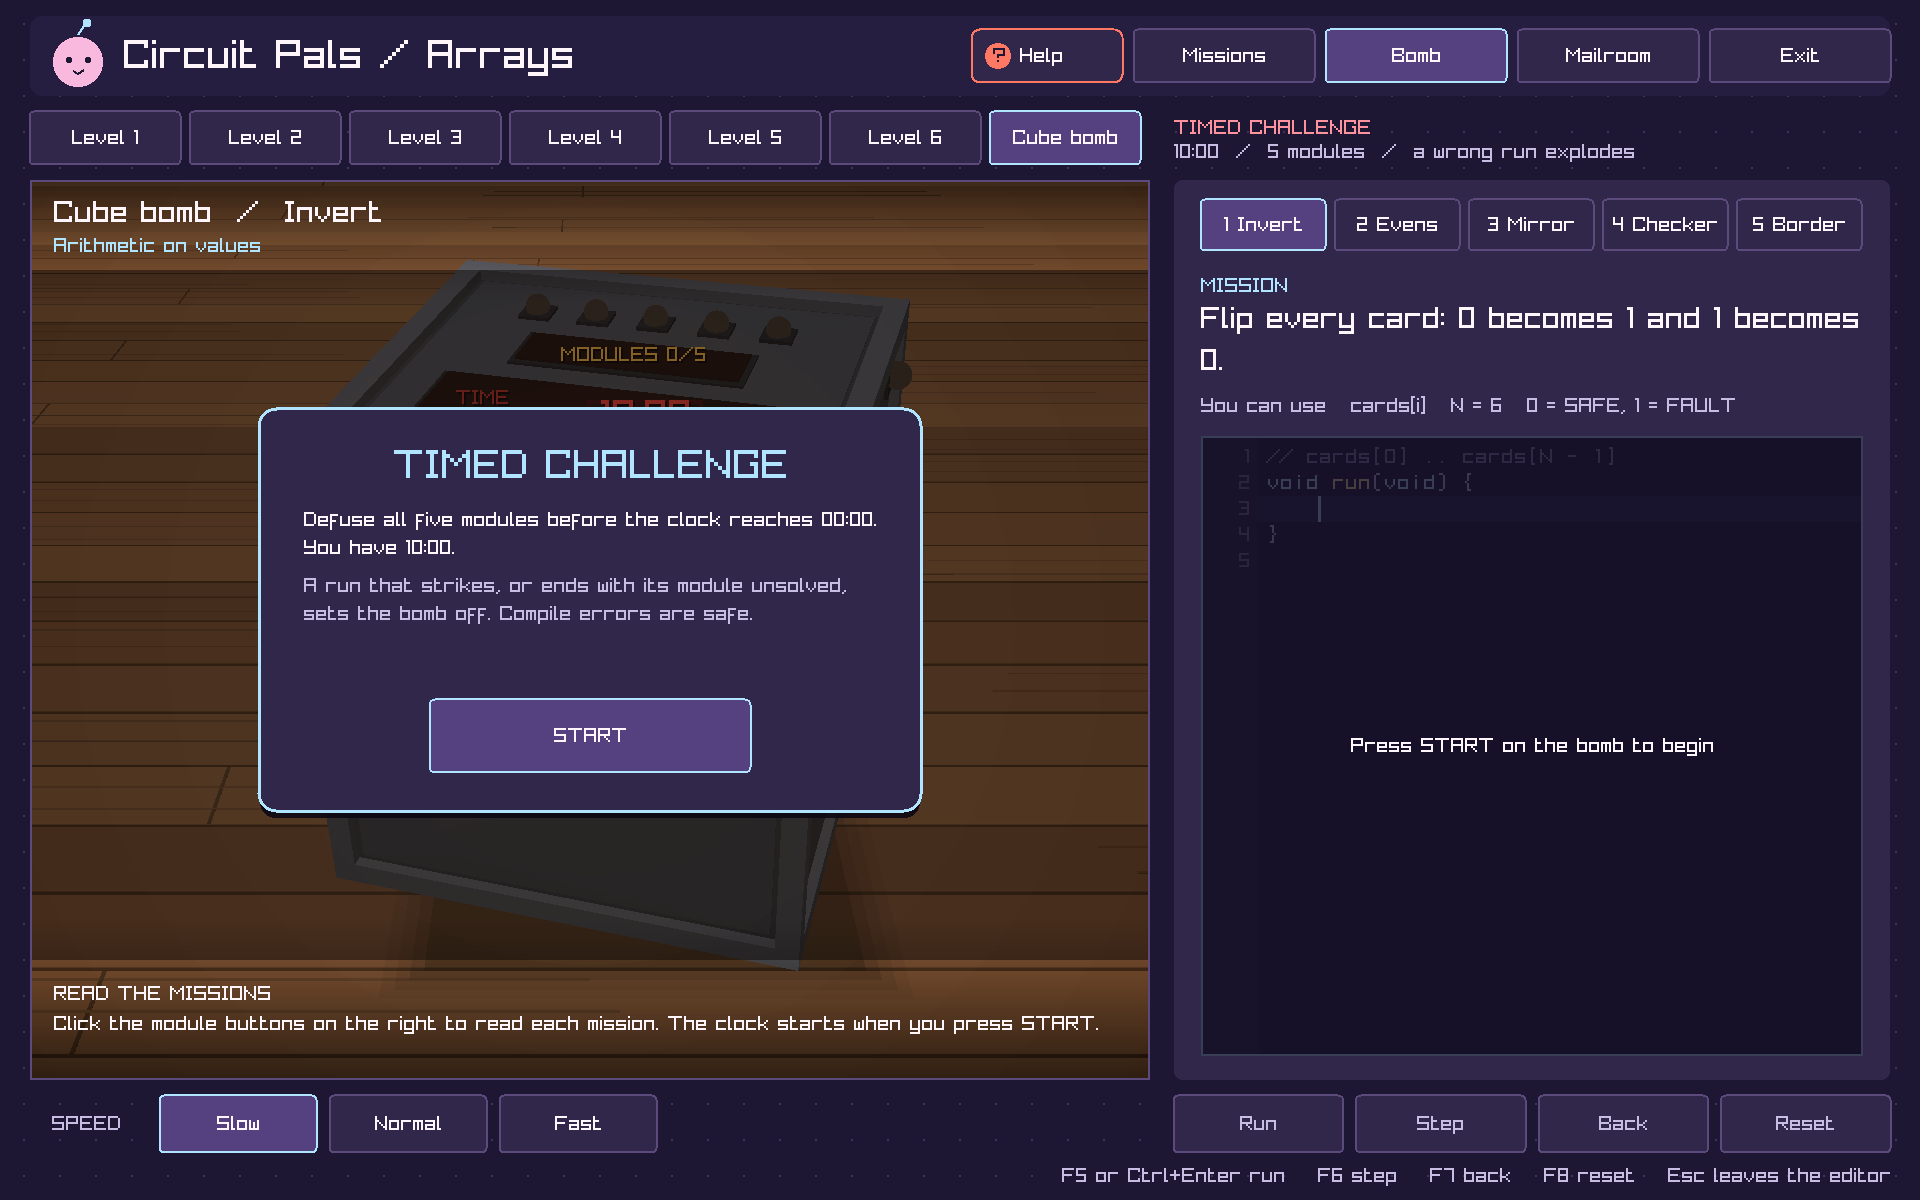 Circuit Pals / Arrays
? Help
Missions
Bomb
Mailroom
Exit
Level 1
Level 2
Level 3
Level 4
Level 5
Level 6
Cube bomb
TIMED CHALLENGE
10:00 / 5 modules / a wrong run explodes
Cube bomb / Invert
Arithmetic on values
MODULES 0/5
TIME
10:00
TIMED CHALLENGE
Defuse all five modules before the clock reaches 00:00.
You have 10:00.
A run that strikes, or ends with its module unsolved,
sets the bomb off. Compile errors are safe.
START
READ THE MISSIONS
Click the module buttons on the right to read each mission. The clock starts when you press START.
1 Invert
2 Evens
3 Mirror
4 Checker
5 Border
MISSION
Flip every card: 0 becomes 1 and 1 becomes
0.
You can use cards[i] N = 6 0 = SAFE, 1 = FAULT
1 // cards[0] .. cards[N - 1]
2 void run(void) {
3
4 }
5
Press START on the bomb to begin
SPEED
Slow
Normal
Fast
Run
Step
Back
Reset
F5 or Ctrl+Enter run F6 step F7 back F8 reset Esc leaves the editor